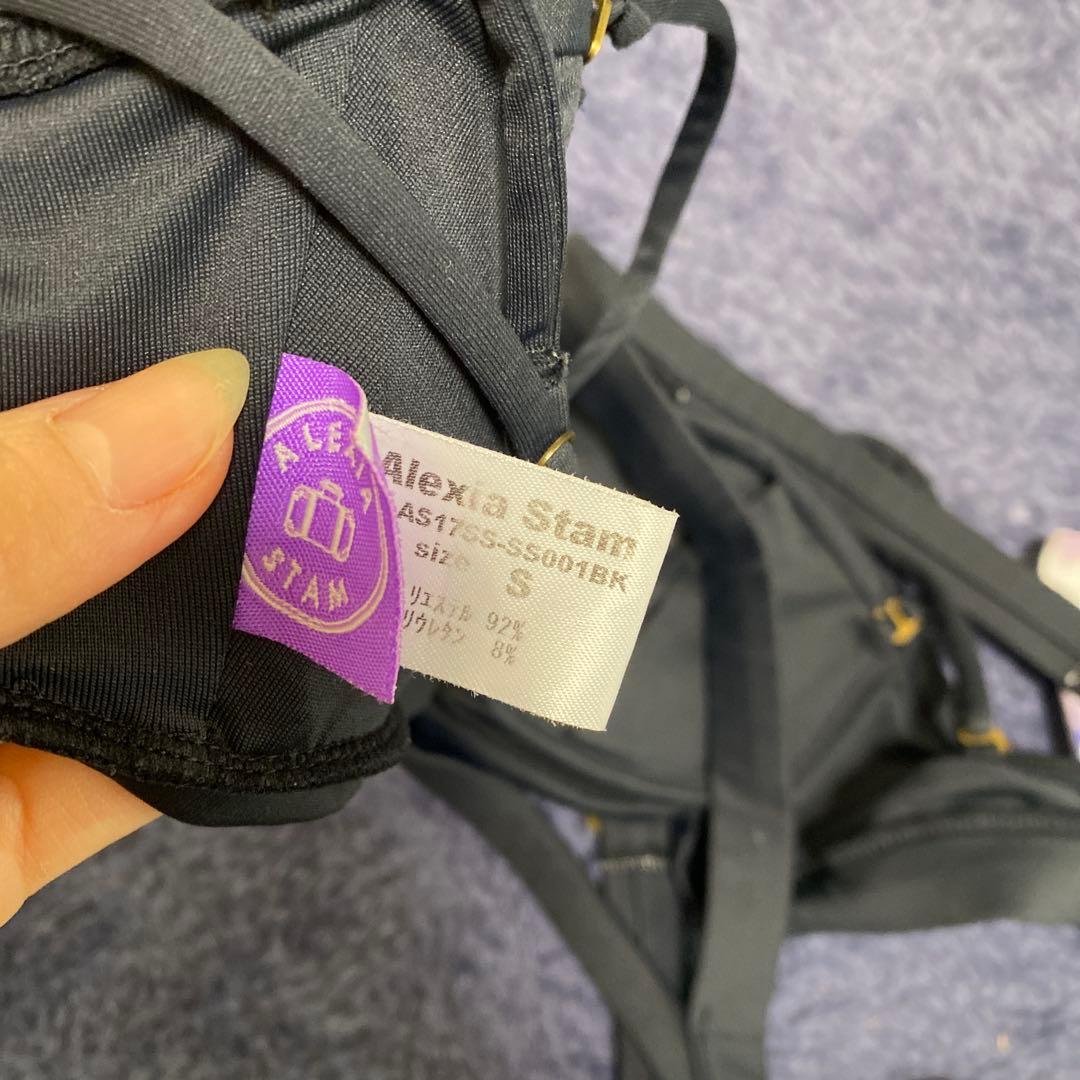 ALEXIA
STAM
Alexia Stam
AS17SS-SS001BK
size S
リエステル 92%
リウレタン 8%